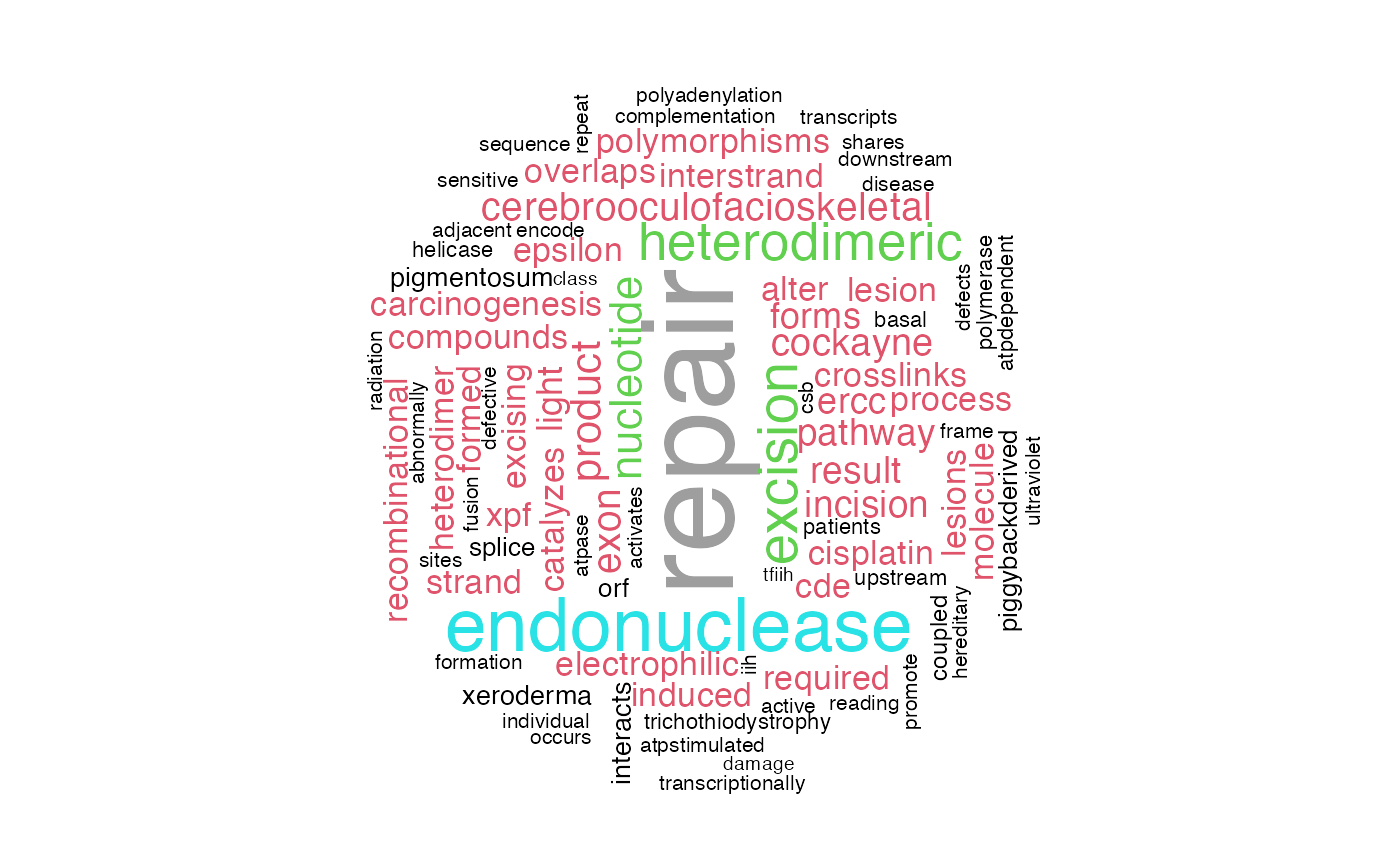 polyadenylation
complementation
transcripts
repeat
sequence
polymorphisms
shares
downstream
overlaps
interstrand
sensitive
disease
cerebrooculofacioskeletal
adjacent
encode
heterodimeric
helicase
epsilon
pigmentosum
class
defects
polymerase
atpdependent
carcinogenesis
nucleotide
repair
alter
lesion
forms
basal
compounds
cockayne
radiation
recombinational
abnormally
heterodimer
formed
defective
excising
light
product
excision
csb
crosslinks
ercc
process
pathway
frame
result
lesions
molecule
piggybackderived
ultraviolet
fusion
xpf
catalyzes
exon
activates
atpase
incision
patients
splice
sites
cisplatin
strand
orf
tfiih
cde
upstream
endonuclease
coupled
hereditary
formation
electrophilic
iih
required
promote
xeroderma
induced
interacts
active
reading
individual
trichothiodystrophy
occurs
atpstimulated
damage
transcriptionally